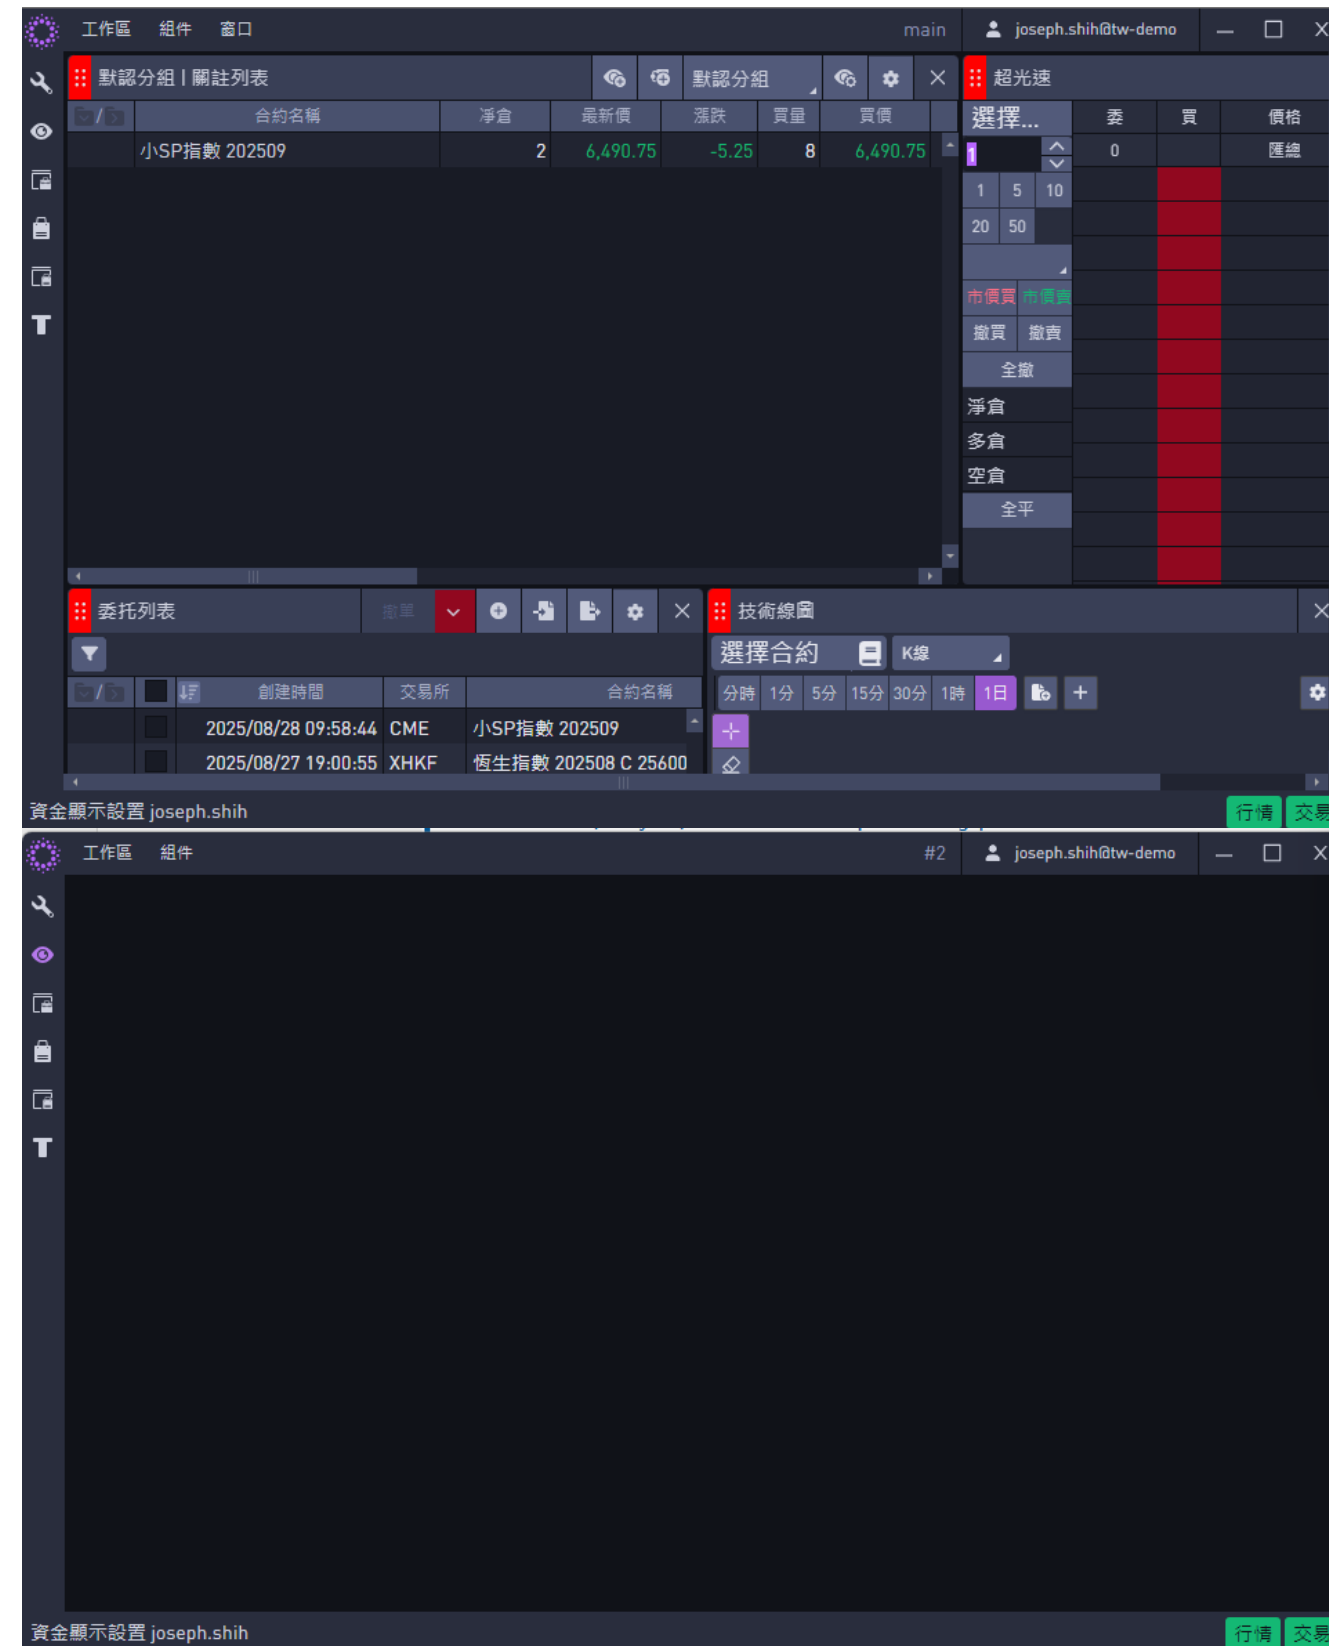 工作區 組件 窗口 main joseph.shih@tw-demo
默認分組 | 關註列表 默認分組
合約名稱 淨倉 最新價 漲跌 買量 買價
小SP指數 202509 2 6,490.75 -5.25 8 6,490.75
超光速
選擇... 委 買 價格
1 0 匯總
1 5 10
20 50
市價買 市價賣
撤買 撤賣
全撤
淨倉
多倉
空倉
全平
委托列表 撤單
創建時間 交易所 合約名稱
2025/08/28 09:58:44 CME 小SP指數 202509
2025/08/27 19:00:55 XHKF 恆生指數 202508 C 25600
技術線圖
選擇合約 K線
分時 1分 5分 15分 30分 1時 1日
資金顯示設置 joseph.shih 行情 交易
工作區 組件 #2 joseph.shih@tw-demo
資金顯示設置 joseph.shih 行情 交易